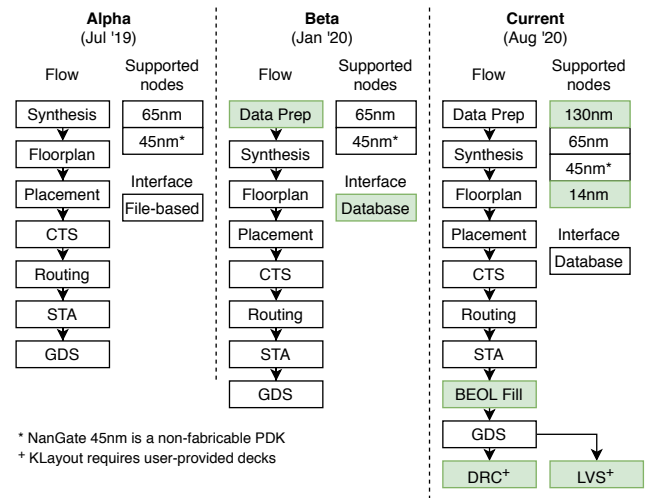 Alpha
(Jul '19)
Flow
Supported
nodes
Synthesis
Floorplan
Placement
CTS
Routing
STA
GDS
65nm
45nm*
Interface
File-based
Beta
(Jan '20)
Flow
Supported
nodes
Data Prep
Synthesis
Floorplan
Placement
CTS
Routing
STA
GDS
65nm
45nm*
Interface
Database
Current
(Aug '20)
Flow
Supported
nodes
Data Prep
Synthesis
Floorplan
Placement
CTS
Routing
STA
BEOL Fill
GDS
DRC+
LVS+
130nm
65nm
45nm*
14nm
Interface
Database
* NanGate 45nm is a non-fabricable PDK
+ KLayout requires user-provided decks